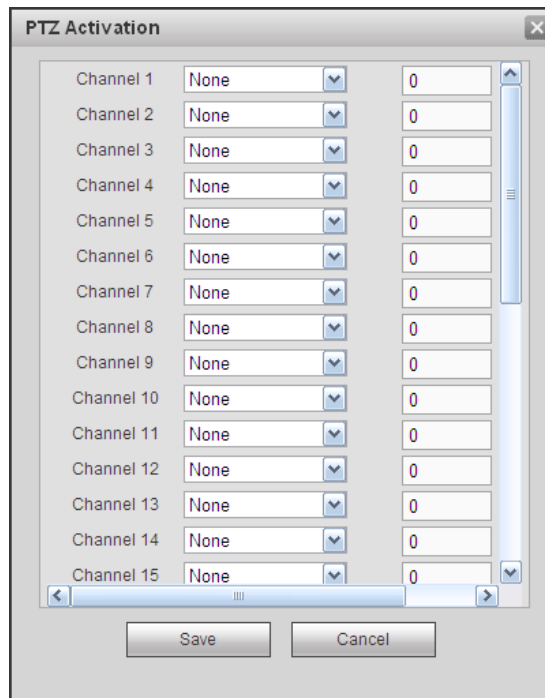 PTZ Activation
Channel 1 None 0
Channel 2 None 0
Channel 3 None 0
Channel 4 None 0
Channel 5 None 0
Channel 6 None 0
Channel 7 None 0
Channel 8 None 0
Channel 9 None 0
Channel 10 None 0
Channel 11 None 0
Channel 12 None 0
Channel 13 None 0
Channel 14 None 0
Channel 15 None 0
Save Cancel